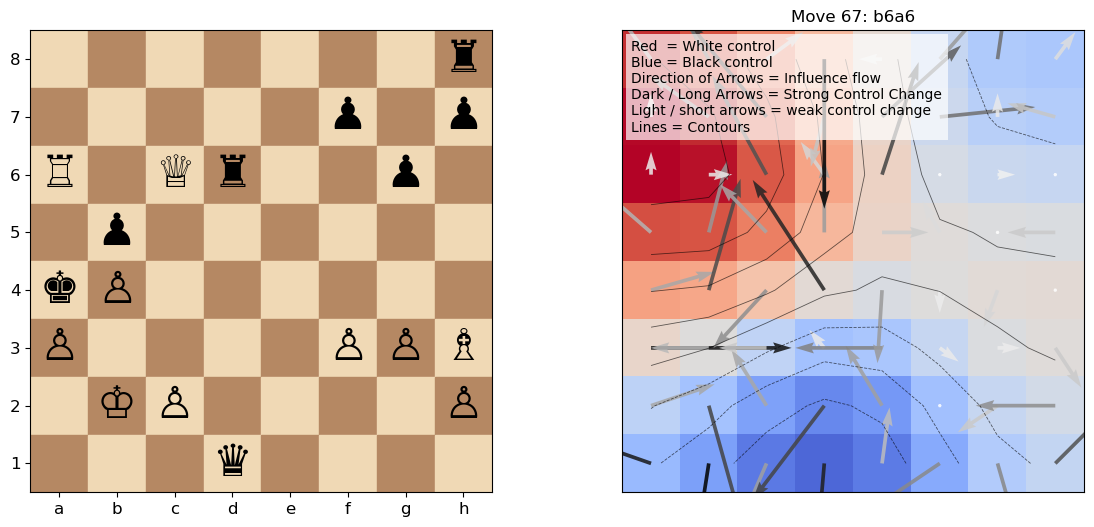 Move 67: b6a6
Red  = White control
Blue = Black control
Direction of Arrows = Influence flow
Dark / Long Arrows = Strong Control Change
Light / short arrows = weak control change
Lines = Contours
8
7
6
5
4
3
2
1
a b c d e f g h